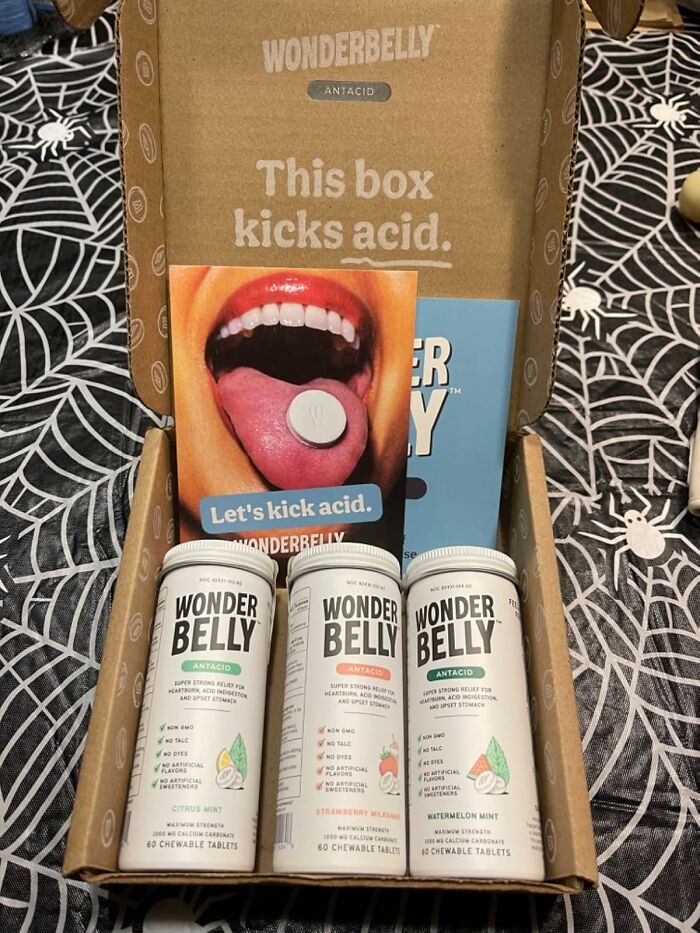 WONDERBELLY™
ANTACID
This box
kicks acid.
ER
Y™
Let's kick acid.
WONDERBELLY
se
WONDER
BELLY™
ANTACID
SUPER STRONG RELIEF FOR
HEARTBURN, ACID INDIGESTION,
AND UPSET STOMACH
NON GMO
NO TALC
NO DYES
NO ARTIFICIAL
FLAVORS
NO ARTIFICIAL
SWEETENERS
CITRUS MINT
MAXIMUM STRENGTH
1000 MG CALCIUM CARBONATE
60 CHEWABLE TABLETS
WONDER
BELLY
ANTACID
SUPER STRONG RELIEF FOR
HEARTBURN, ACID INDIGESTION,
AND UPSET STOMACH
NON GMO
NO TALC
NO DYES
NO ARTIFICIAL
FLAVORS
NO ARTIFICIAL
SWEETENERS
STRAWBERRY MILKSHAKE
MAXIMUM STRENGTH
1000 MG CALCIUM CARBONATE
60 CHEWABLE TABLETS
WONDER
BELLY™
ANTACID
SUPER STRONG RELIEF FOR
HEARTBURN, ACID INDIGESTION,
AND UPSET STOMACH
NON GMO
NO TALC
NO DYES
NO ARTIFICIAL
FLAVORS
NO ARTIFICIAL
SWEETENERS
WATERMELON MINT
MAXIMUM STRENGTH
1000 MG CALCIUM CARBONATE
60 CHEWABLE TABLETS